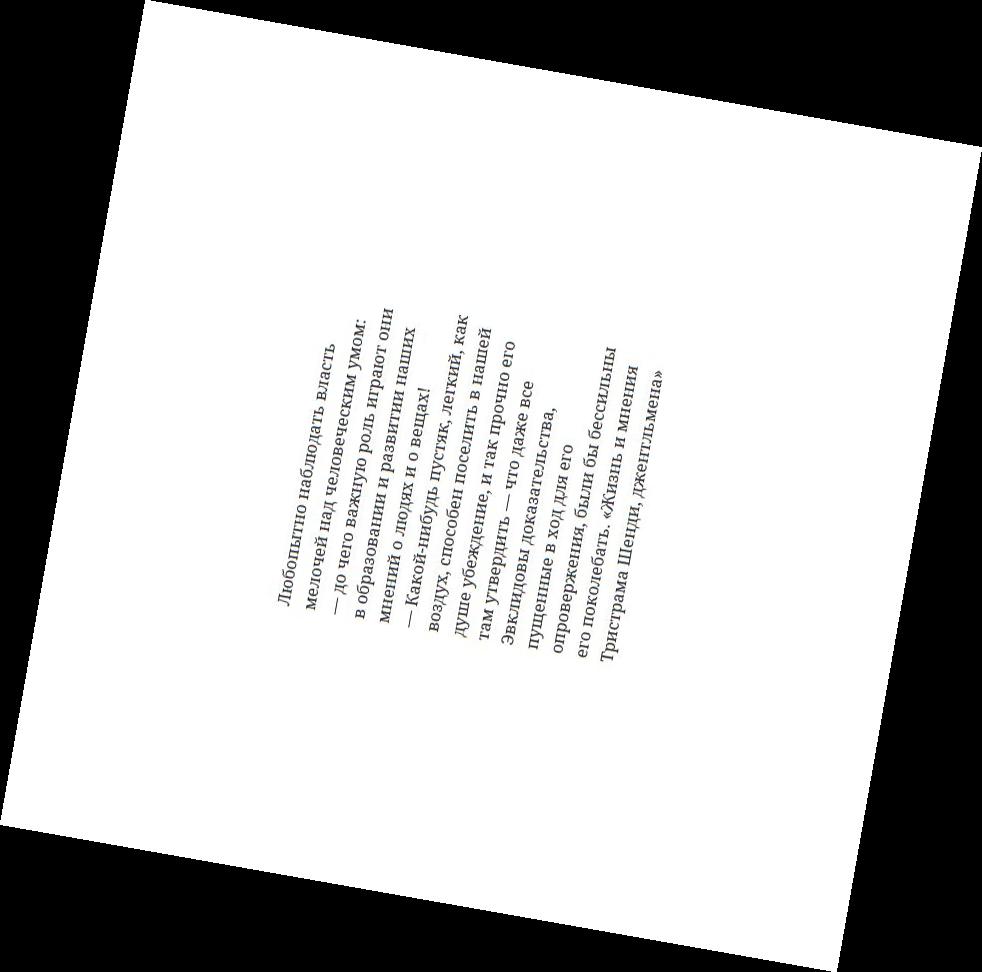 Любопытно наблюдать власть
мелочей над человеческим умом:
— до чего важную роль играют они
в образовании и развитии наших
мнений о людях и о вещах!
— Какой-нибудь пустяк, легкий, как
воздух, способен поселить в нашей
душе убеждение, и так прочно его
там утвердить — что даже все
Эвклидовы доказательства,
пущенные в ход для его
опровержения, были бы бессильны
его поколебать. «Жизнь и мнения
Тристрама Шенди, джентльмена»